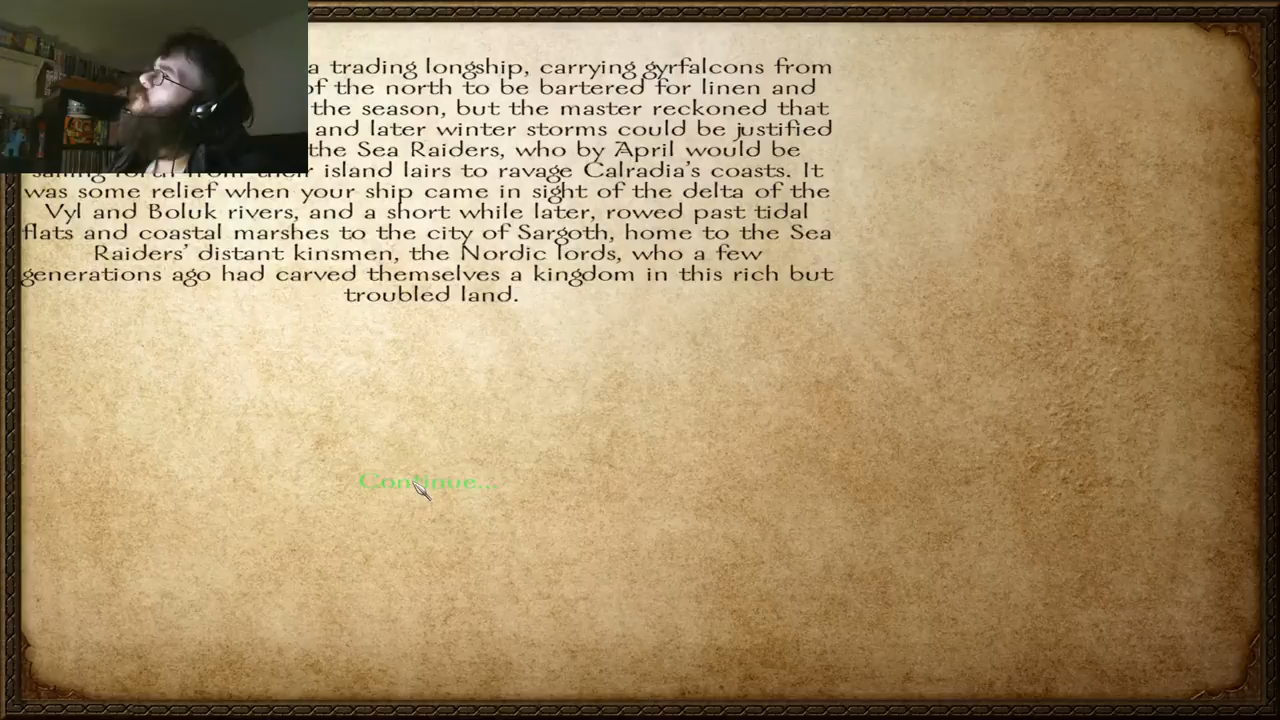 a trading longship, carrying gyrfalcons from
of the north to be bartered for linen and
the season, but the master reckoned that
and later winter storms could be justified
the Sea Raiders, who by April would be
sailing forth from their island lairs to ravage Calradia's coasts. It
was some relief when your ship came in sight of the delta of the
Vyl and Boluk rivers, and a short while later, rowed past tidal
flats and coastal marshes to the city of Sargoth, home to the Sea
Raiders' distant kinsmen, the Nordic lords, who a few
generations ago had carved themselves a kingdom in this rich but
troubled land.
Continue...